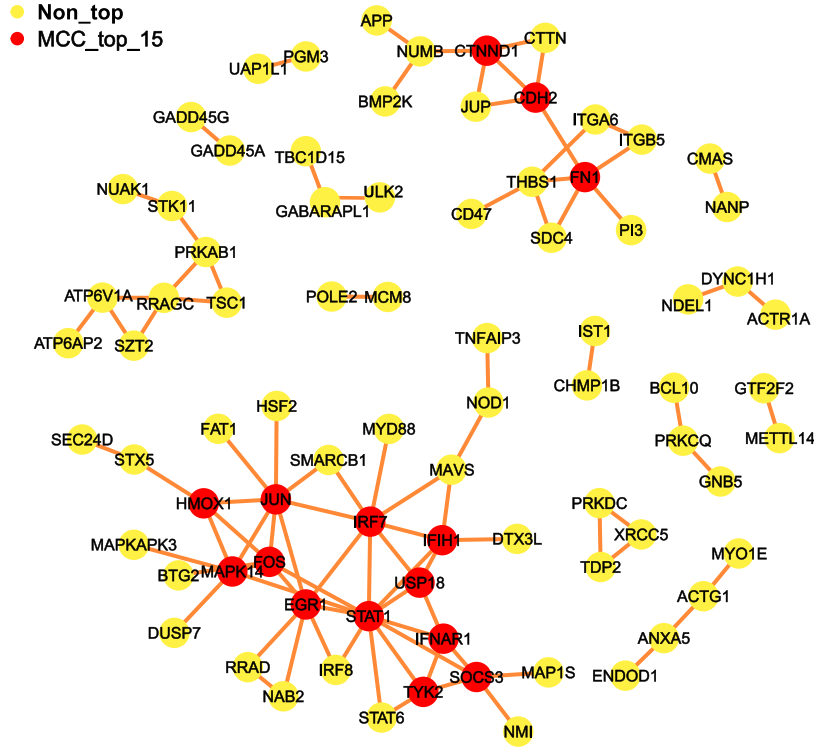 Non_top
MCC_top_15
APP
NUMB
CTNND1
CTTN
PGM3
UAP1L1
BMP2K
JUP
CDH2
GADD45G
ITGA6
ITGB5
GADD45A
TBC1D15
CMAS
NUAK1
STK11
ULK2
GABARAPL1
THBS1
FN1
CD47
NANP
PI3
SDC4
PRKAB1
ATP6V1A
RRAGC
TSC1
POLE2
MCM8
DYNC1H1
NDEL1
ACTR1A
ATP6AP2
SZT2
TNFAIP3
IST1
CHMP1B
BCL10
GTF2F2
HSF2
NOD1
FAT1
MYD88
SEC24D
STX5
SMARCB1
MAVS
PRKCQ
METTL14
GNB5
HMOX1
JUN
IRF7
IFIH1
DTX3L
PRKDC
XRCC5
MAPKAPK3
BTG2
MAPK14
FOS
USP18
TDP2
MYO1E
EGR1
STAT1
ACTG1
DUSP7
IFNAR1
ANXA5
RRAD
IRF8
NAB2
TYK2
SOCS3
MAP1S
ENDOD1
STAT6
NMI